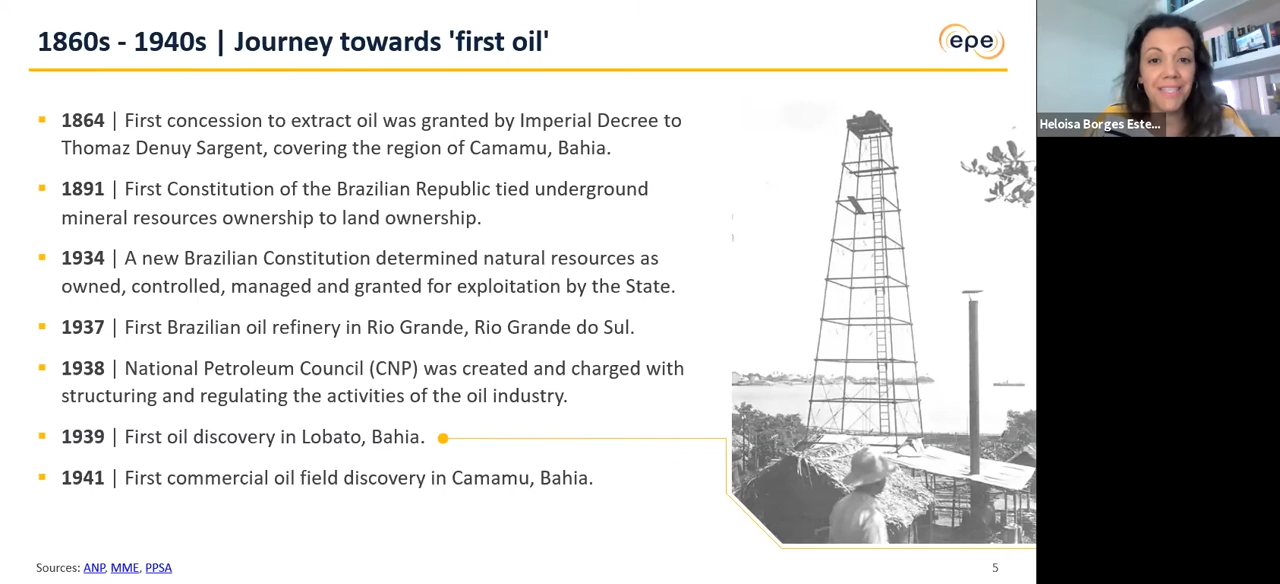 1860s - 1940s | Journey towards 'first oil'
epe
Heloisa Borges Este...
1864 | First concession to extract oil was granted by Imperial Decree to
Thomaz Denuy Sargent, covering the region of Camamu, Bahia.
1891 | First Constitution of the Brazilian Republic tied underground
mineral resources ownership to land ownership.
1934 | A new Brazilian Constitution determined natural resources as
owned, controlled, managed and granted for exploitation by the State.
1937 | First Brazilian oil refinery in Rio Grande, Rio Grande do Sul.
1938 | National Petroleum Council (CNP) was created and charged with
structuring and regulating the activities of the oil industry.
1939 | First oil discovery in Lobato, Bahia.
1941 | First commercial oil field discovery in Camamu, Bahia.
Sources: ANP, MME, PPSA
5